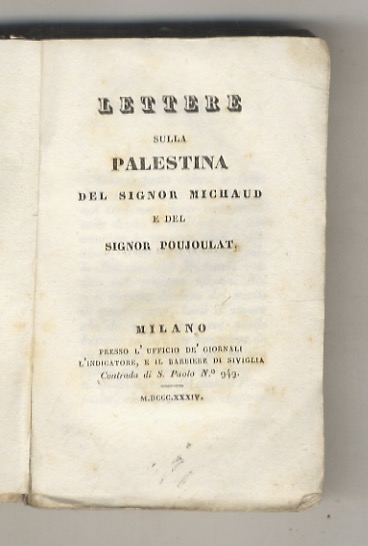 LETTERE
SULLA
PALESTINA
DEL SIGNOR MICHAUD
E DEL
SIGNOR POUJOULAT,
MILANO
PRESSO L' UFFICIO DE' GIORNALI
L'INDICATORE, E IL BARBIERE DI SIVIGLIA
Contrada di S. Paolo N.° 949.
M.DCCC.XXXIV.